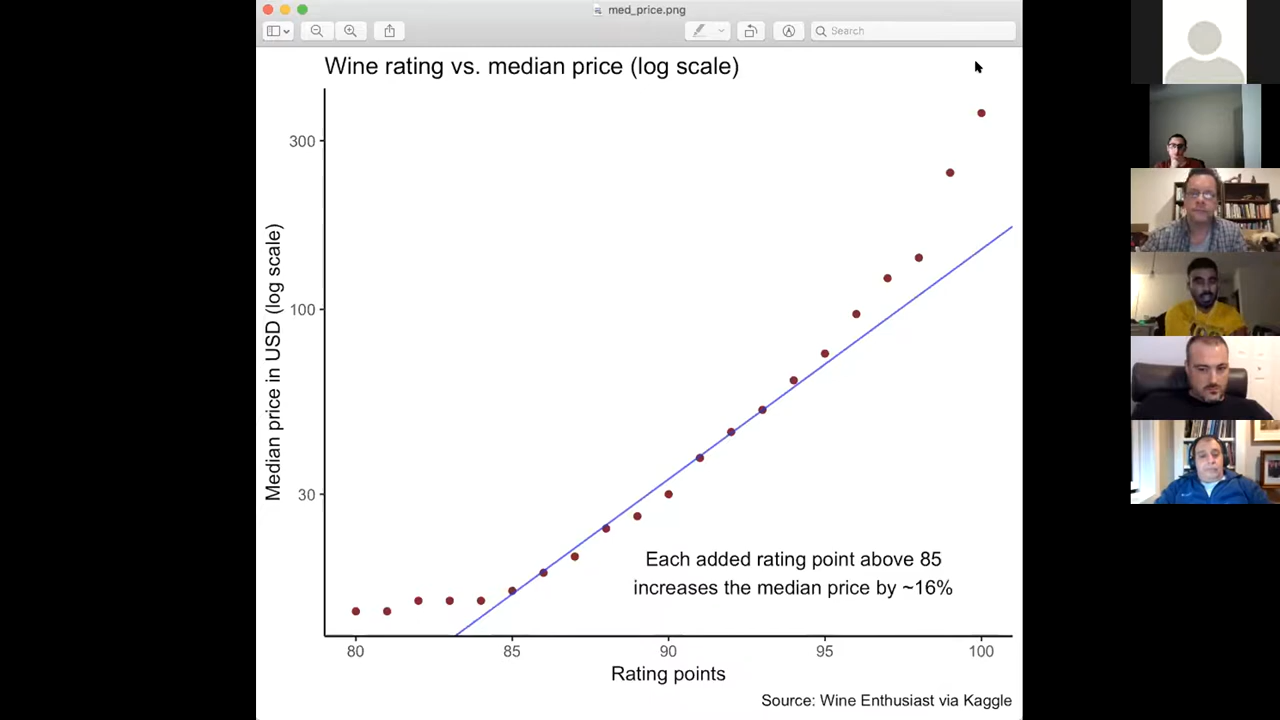 med_price.png
Search
Wine rating vs. median price (log scale)
Median price in USD (log scale)
300
100
30
Each added rating point above 85
increases the median price by ~16%
80 85 90 95 100
Rating points
Source: Wine Enthusiast via Kaggle